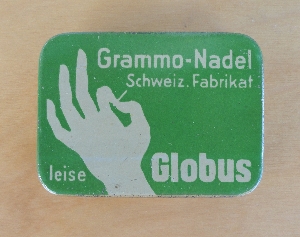 Grammo-Nadel
Schweiz. Fabrikat
leise Globus